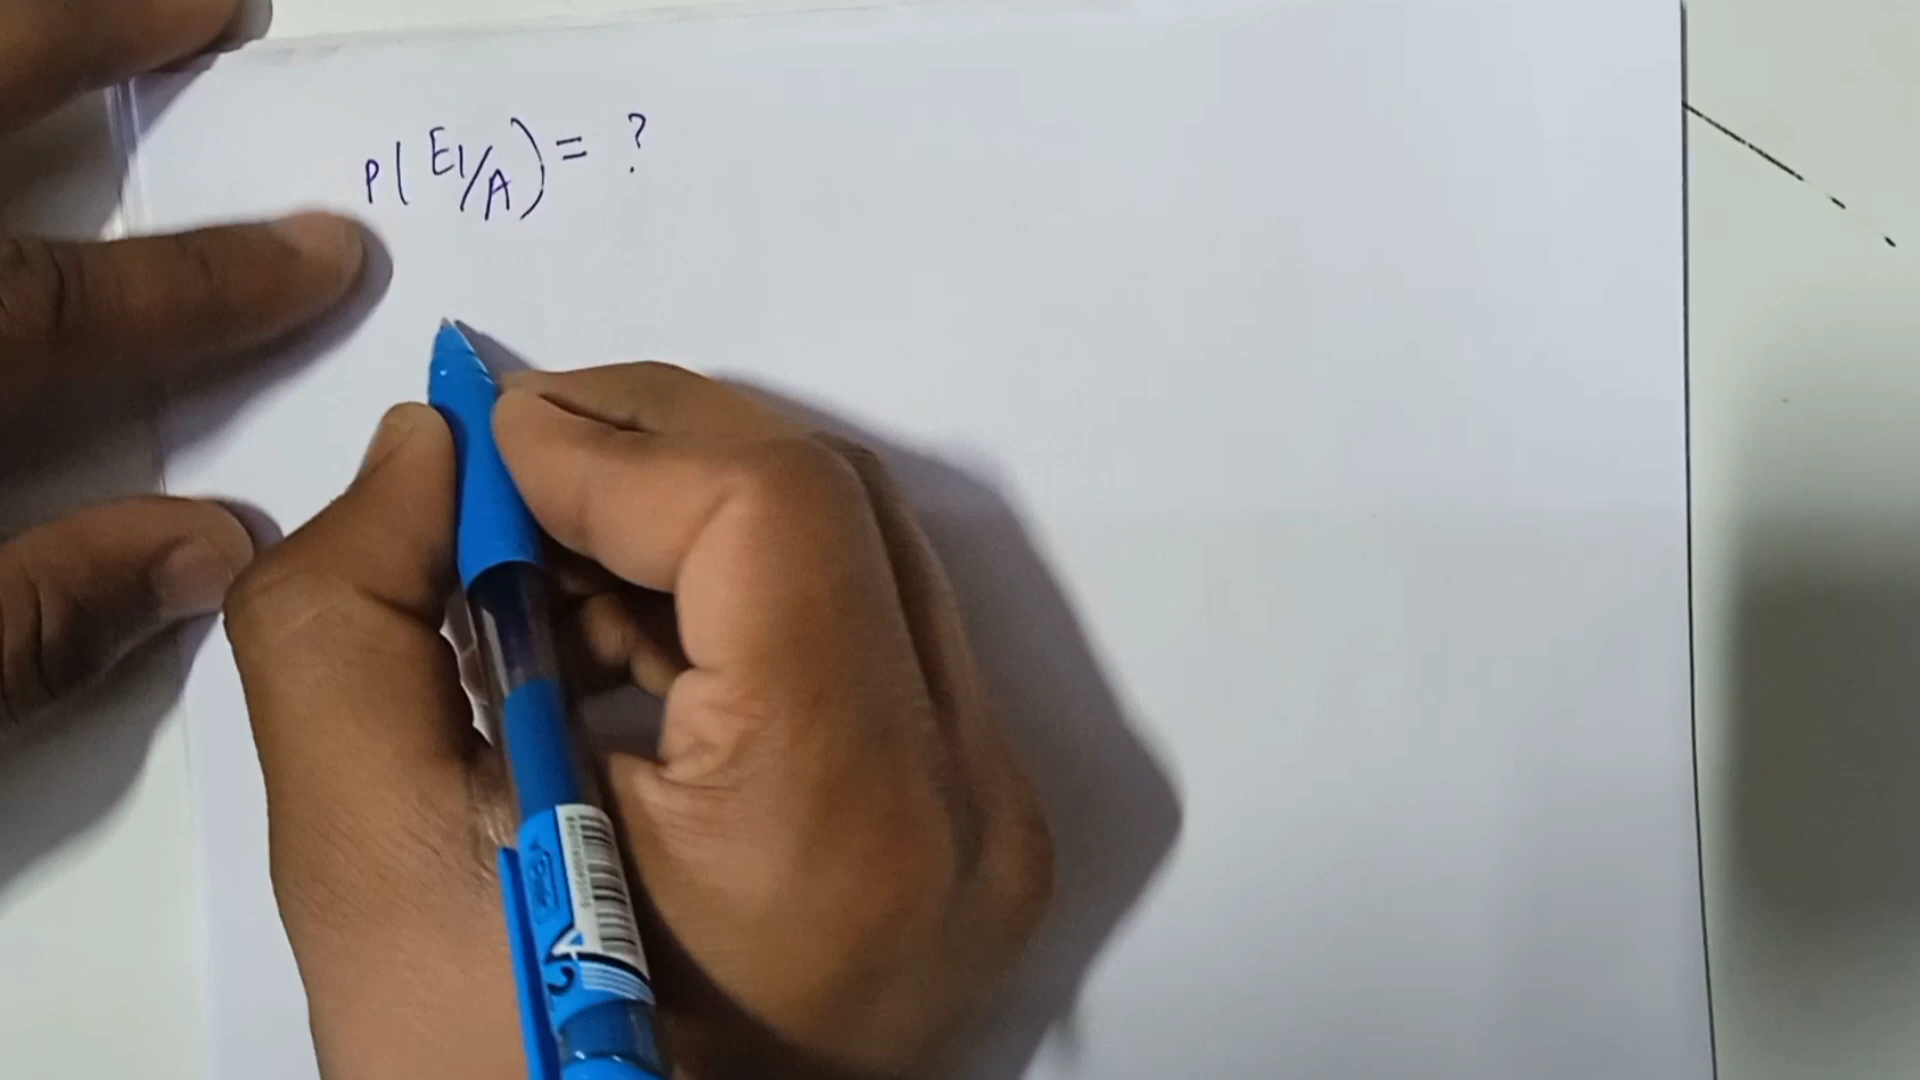 P(E1/A) = ?